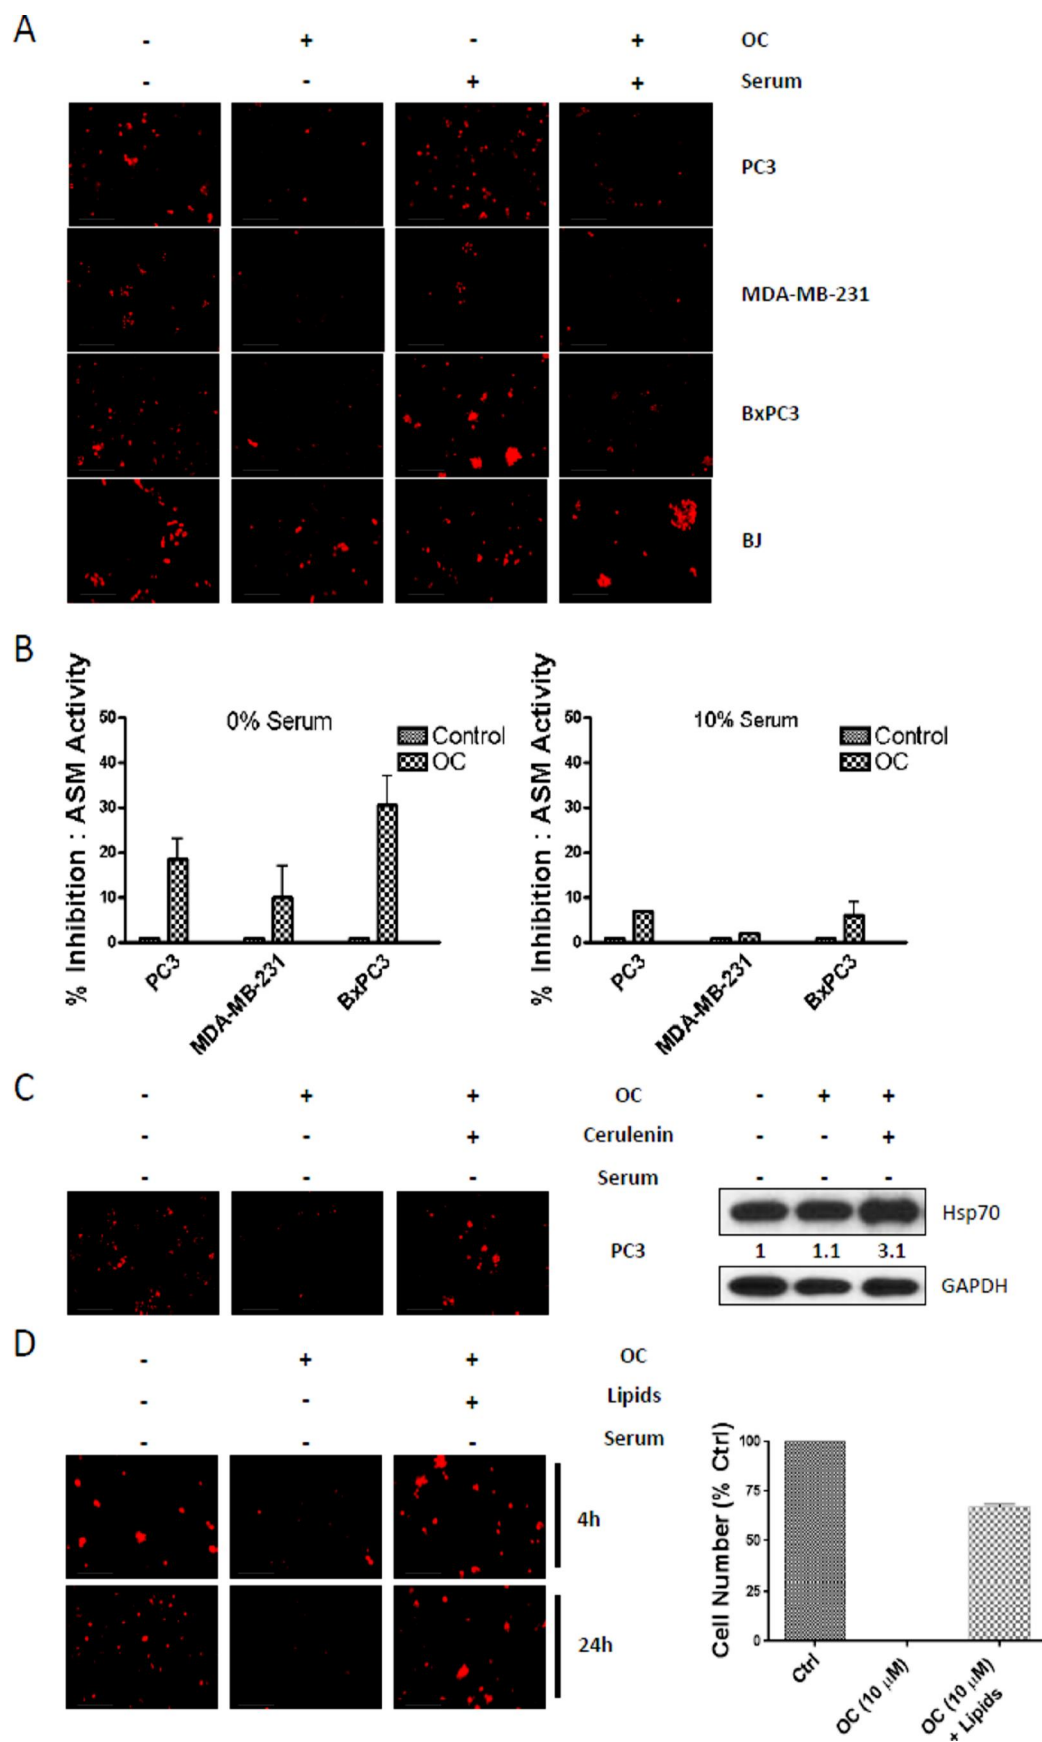 A
- + - + OC
- - + + Serum
PC3
MDA-MB-231
BxPC3
BJ
B
% Inhibition : ASM Activity
50
40
30
20
10
0
0% Serum
Control
OC
PC3
MDA-MB-231
BxPC3
% Inhibition : ASM Activity
50
40
30
20
10
0
10% Serum
Control
OC
PC3
MDA-MB-231
BxPC3
C
- + + OC - + +
- - + Cerulenin - - +
- - - Serum - - -
Hsp70
PC3 1 1.1 3.1
GAPDH
D
- + + OC
- - + Lipids
- - - Serum
4h
24h
Cell Number (% Ctrl)
100
75
50
25
0
Ctrl
OC (10 µM)
OC (10 µM)
+ Lipids